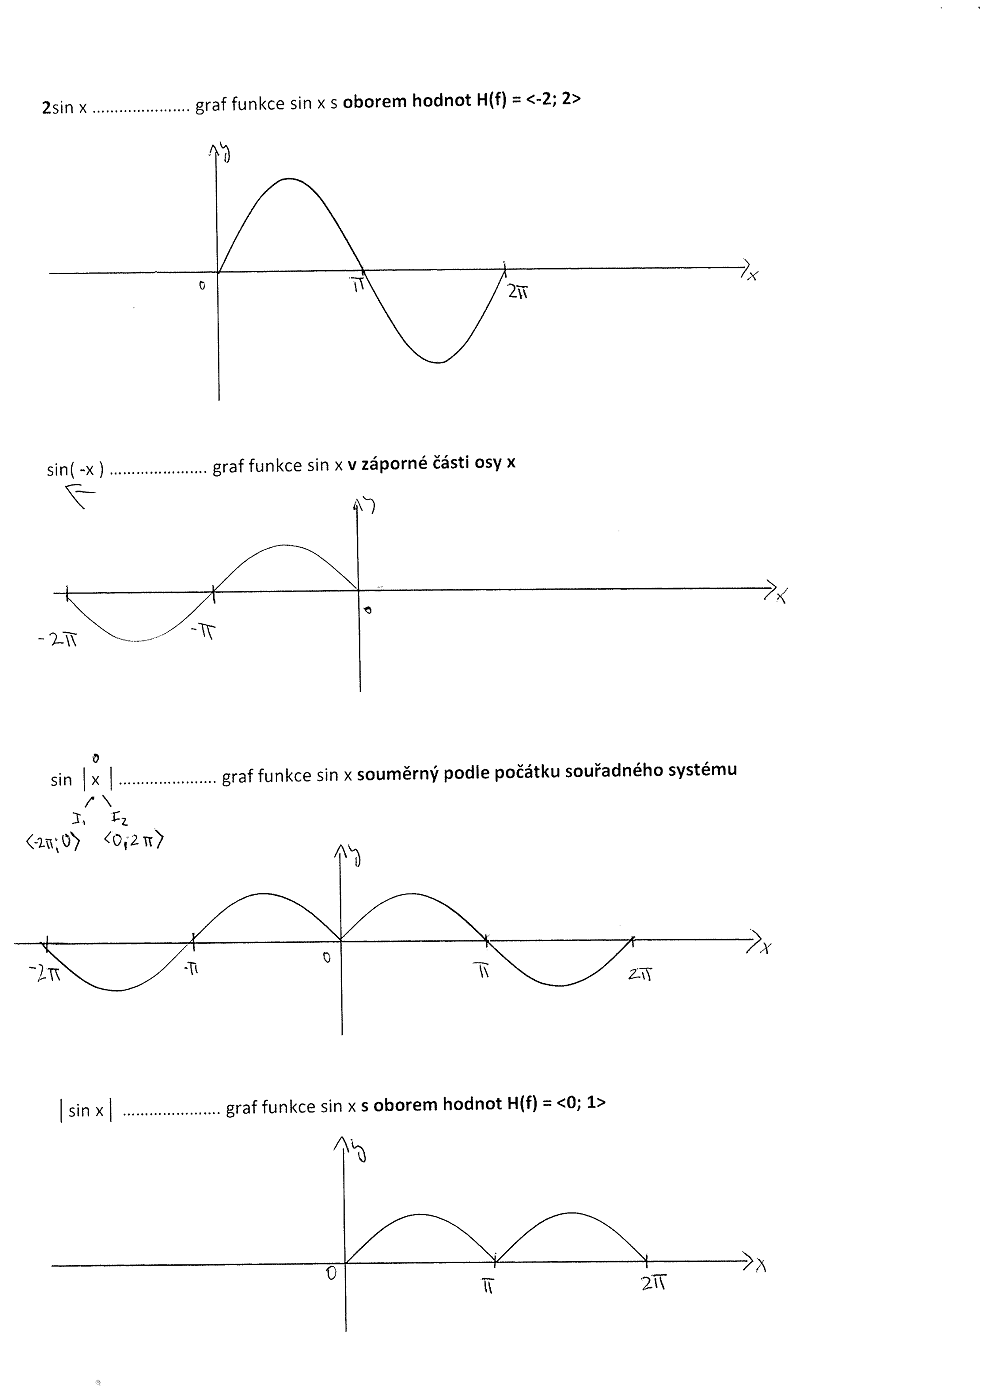 2sin x ...................... graf funkce sin x s oborem hodnot H(f) = <-2; 2>
y
0 π 2π x
sin( -x ) ...................... graf funkce sin x v záporné části osy x
y
-2π -π 0 x
0
sin | x | ...................... graf funkce sin x souměrný podle počátku souřadného systému
I₁ I₂
<-2π;0> <0;2π>
y
-2π -π 0 π 2π x
| sin x | ...................... graf funkce sin x s oborem hodnot H(f) = <0; 1>
y
0 π 2π x